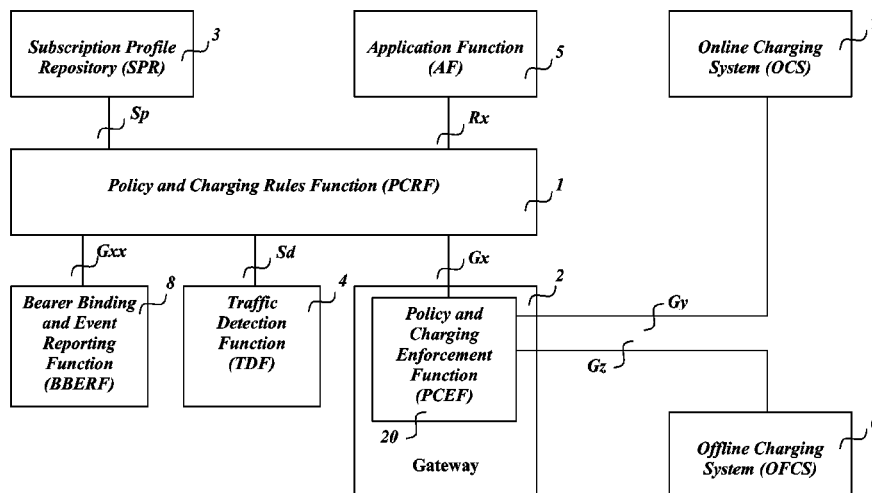 3
Subscription Profile
Repository (SPR)
Application Function
(AF)
5
Online Charging
System (OCS)
Sp
Rx
Policy and Charging Rules Function (PCRF)
1
Gxx
Sd
Gx
8
Bearer Binding
and Event
Reporting
Function
(BBERF)
4
Traffic
Detection
Function
(TDF)
2
Policy and
Charging
Enforcement
Function
(PCEF)
20
Gateway
Gy
Gz
Offline Charging
System (OFCS)